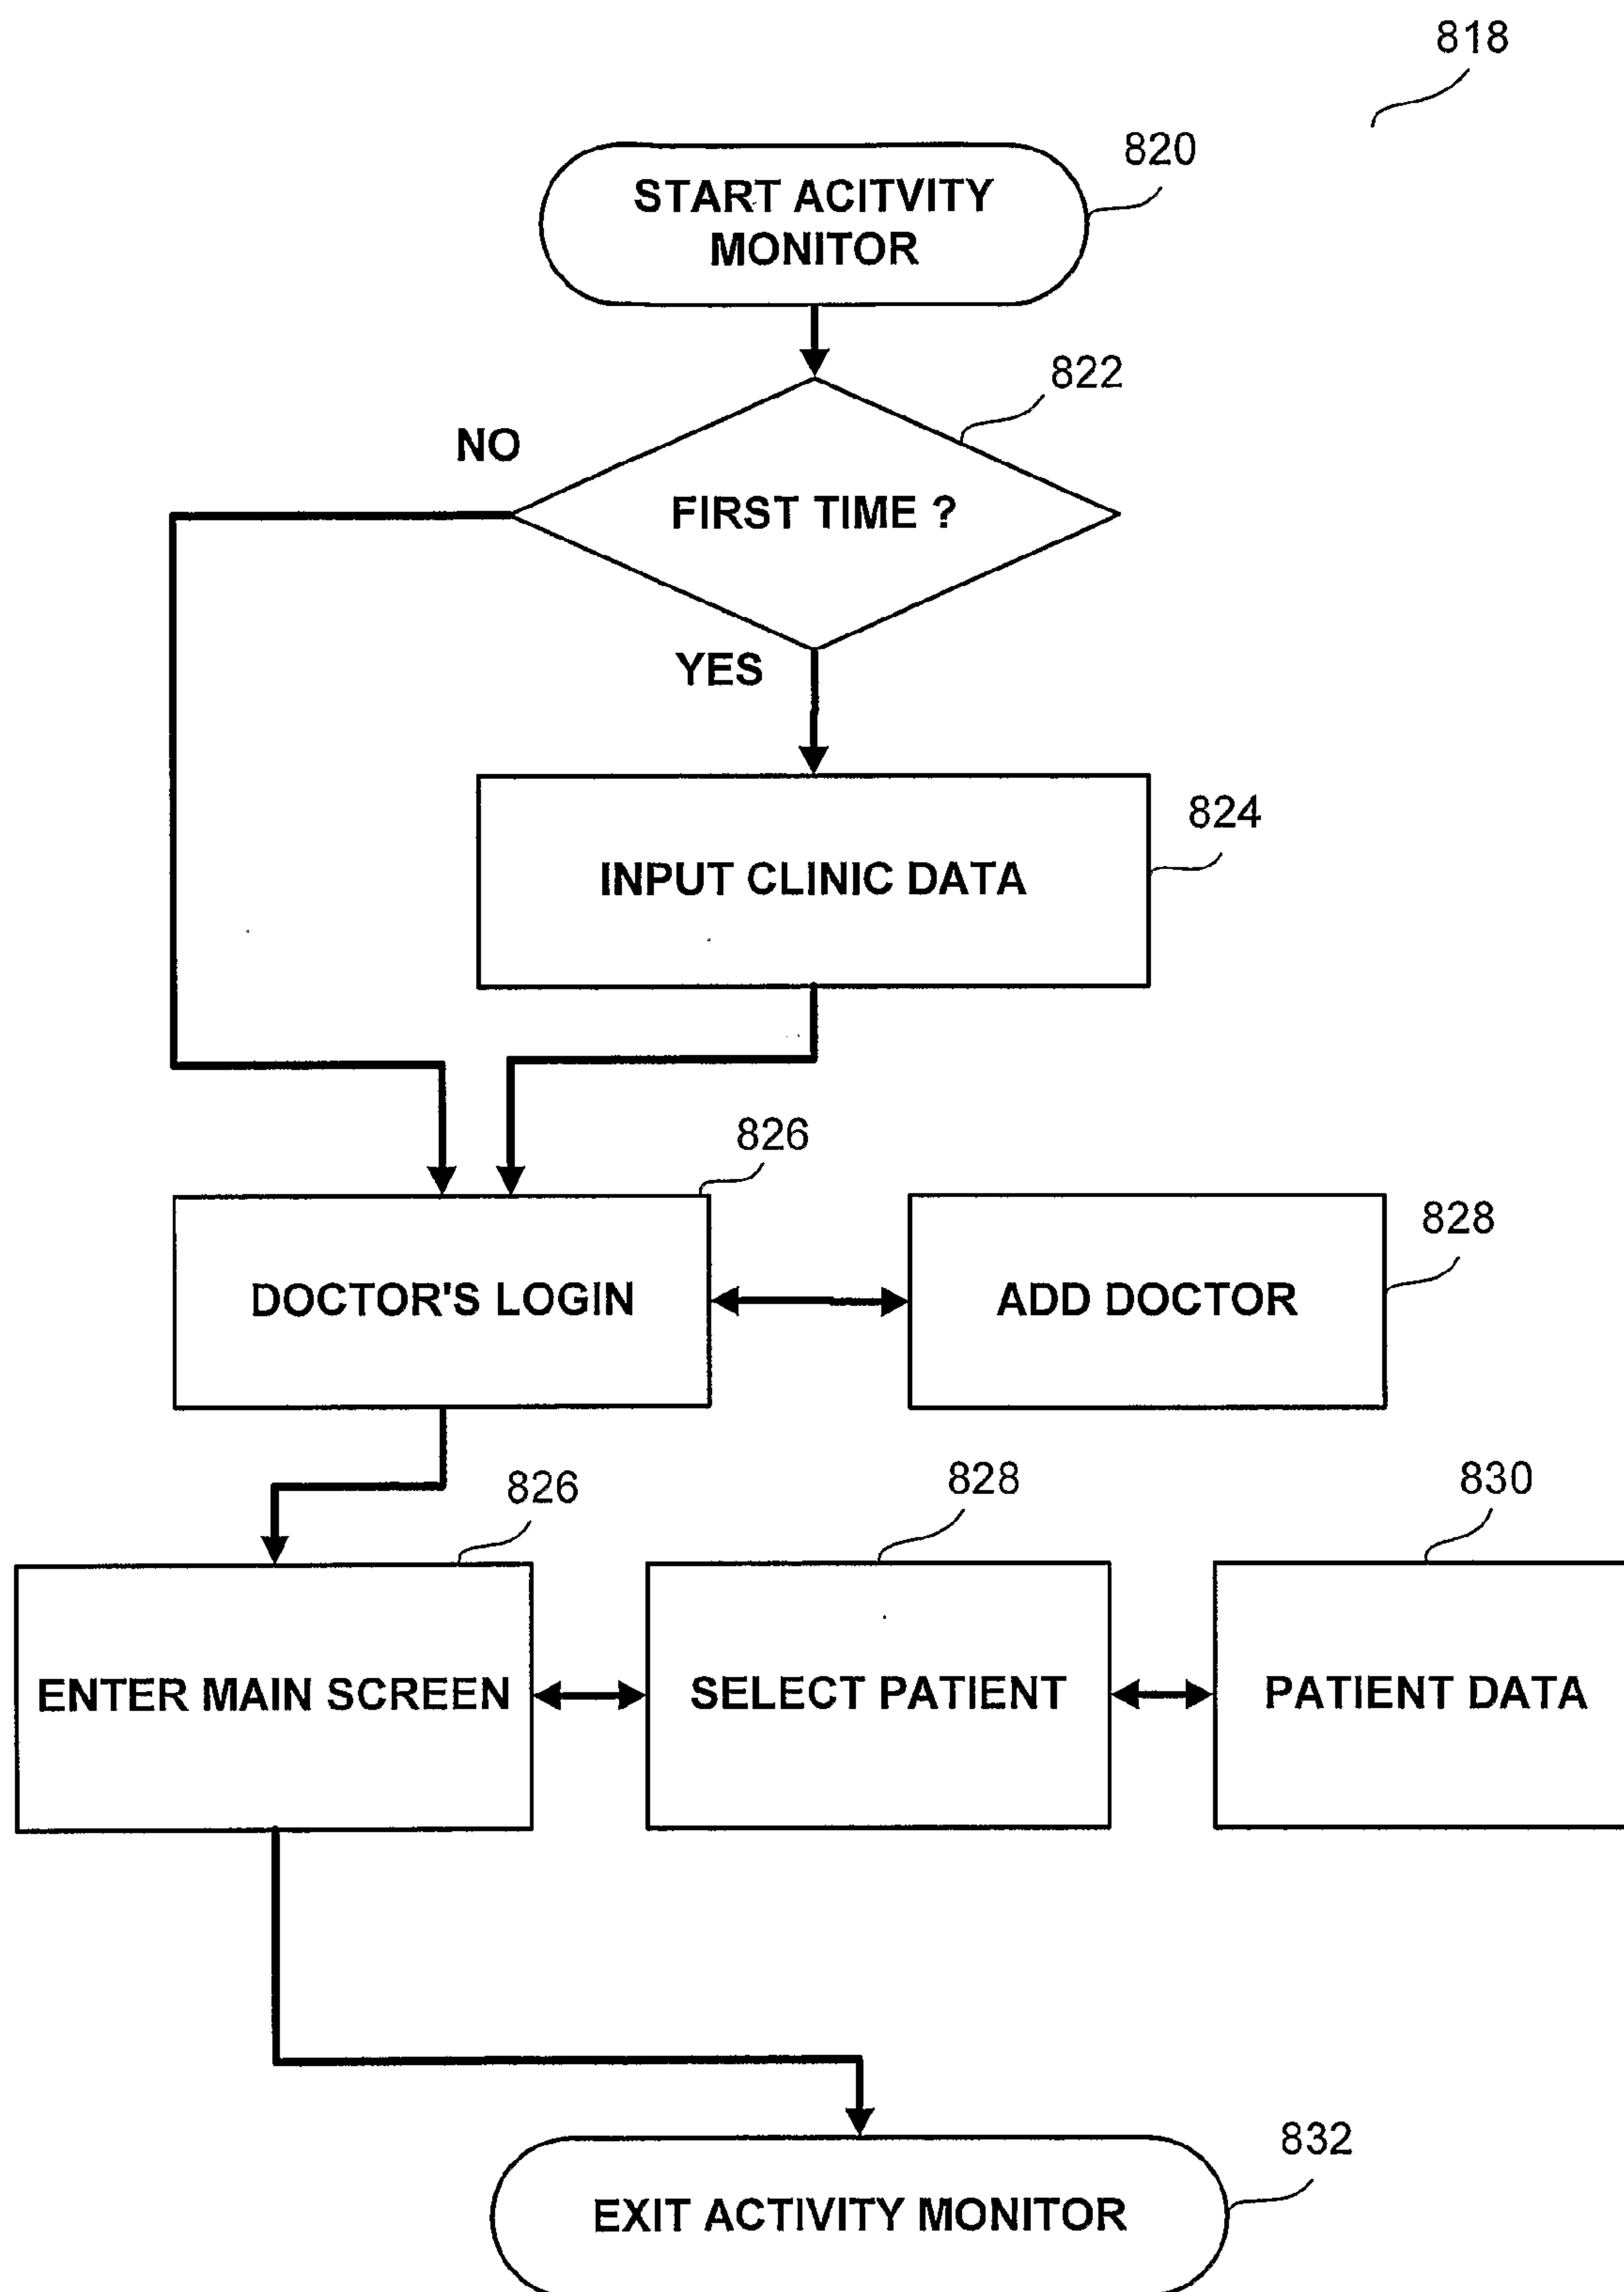 818
820
START ACITVITY
MONITOR
822
NO
FIRST TIME ?
YES
824
INPUT CLINIC DATA
826
828
DOCTOR'S LOGIN
ADD DOCTOR
826
828
830
ENTER MAIN SCREEN
SELECT PATIENT
PATIENT DATA
832
EXIT ACTIVITY MONITOR